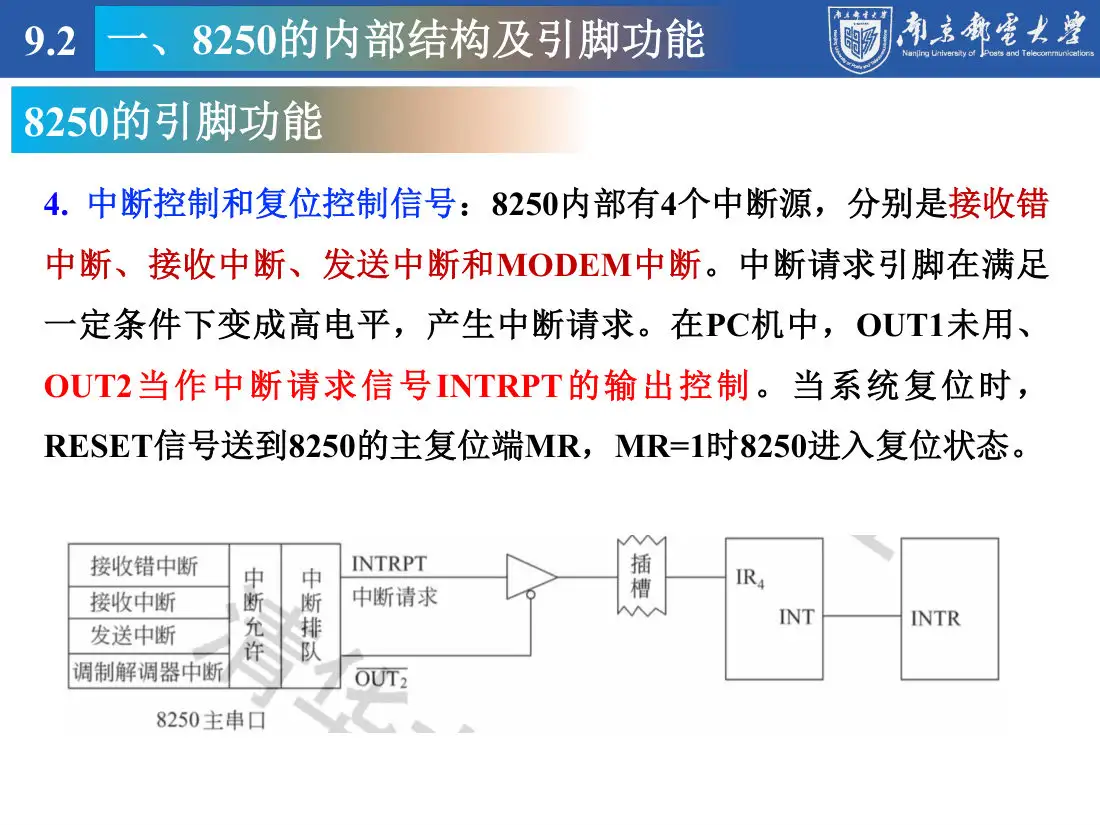 9.2 一、8250的内部结构及引脚功能
南京邮电大学
Nanjing University of Posts and Telecommunications
8250的引脚功能
4. 中断控制和复位控制信号：8250内部有4个中断源，分别是接收错
中断、接收中断、发送中断和MODEM中断。中断请求引脚在满足
一定条件下变成高电平，产生中断请求。在PC机中，OUT1未用、
OUT2当作中断请求信号INTRPT的输出控制。当系统复位时，
RESET信号送到8250的主复位端MR，MR=1时8250进入复位状态。
接收错中断
接收中断
发送中断
调制解调器中断
中断允许
中断排队
INTRPT
中断请求
OUT₂
插槽
IR₄
INT
INTR
8250主串口
清华